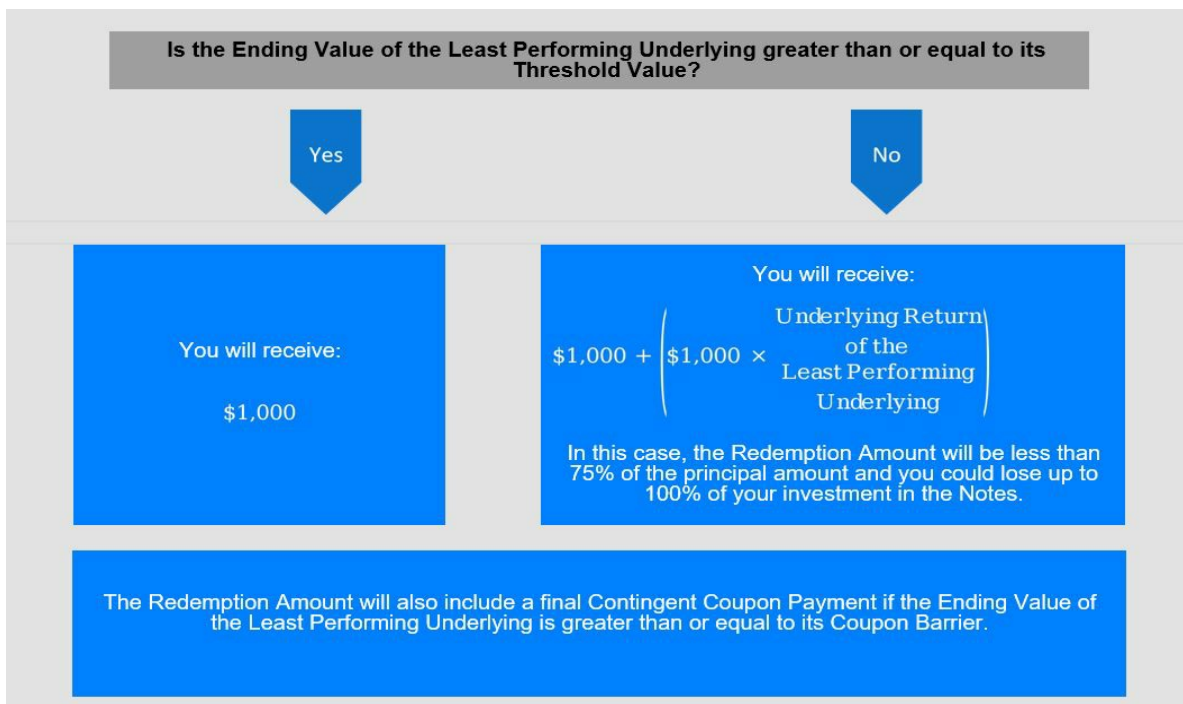 Is the Ending Value of the Least Performing Underlying greater than or equal to its
Threshold Value?
Yes
No
You will receive:
$1,000
You will receive:
$1,000 + ($1,000 × Underlying Return
of the
Least Performing
Underlying)
In this case, the Redemption Amount will be less than
75% of the principal amount and you could lose up to
100% of your investment in the Notes.
The Redemption Amount will also include a final Contingent Coupon Payment if the Ending Value of
the Least Performing Underlying is greater than or equal to its Coupon Barrier.